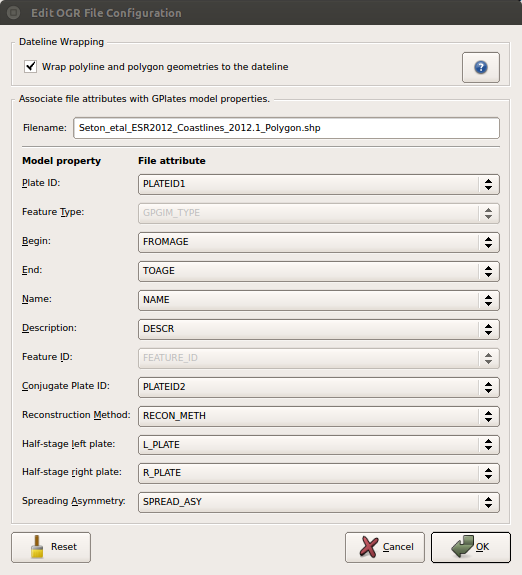 Edit OGR File Configuration
Dateline Wrapping
Wrap polyline and polygon geometries to the dateline
?
Associate file attributes with GPlates model properties.
Filename: Seton_etal_ESR2012_Coastlines_2012.1_Polygon.shp
Model property File attribute
Plate ID: PLATEID1
Feature Type: GPGIM_TYPE
Begin: FROMAGE
End: TOAGE
Name: NAME
Description: DESCR
Feature ID: FEATURE_ID
Conjugate Plate ID: PLATEID2
Reconstruction Method: RECON_METH
Half-stage left plate: L_PLATE
Half-stage right plate: R_PLATE
Spreading Asymmetry: SPREAD_ASY
Reset Cancel OK